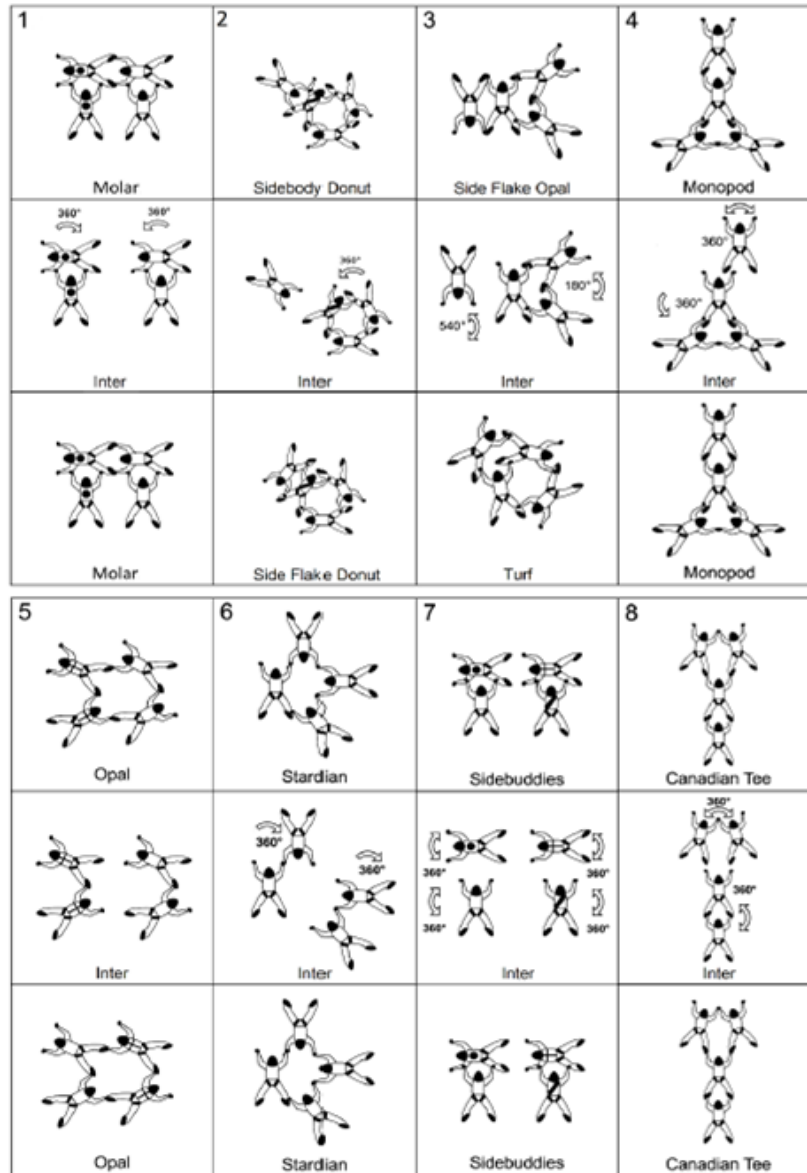 1 2 3 4
Molar Sidebody Donut Side Flake Opal Monopod
360° 360° 360° 540° 180° 360° 360°
Inter Inter Inter Inter
Molar Side Flake Donut Turf Monopod
5 6 7 8
Opal Stardian Sidebuddies Canadian Tee
360° 360° 360° 360° 360° 360° 360° 360°
Inter Inter Inter Inter
Opal Stardian Sidebuddies Canadian Tee